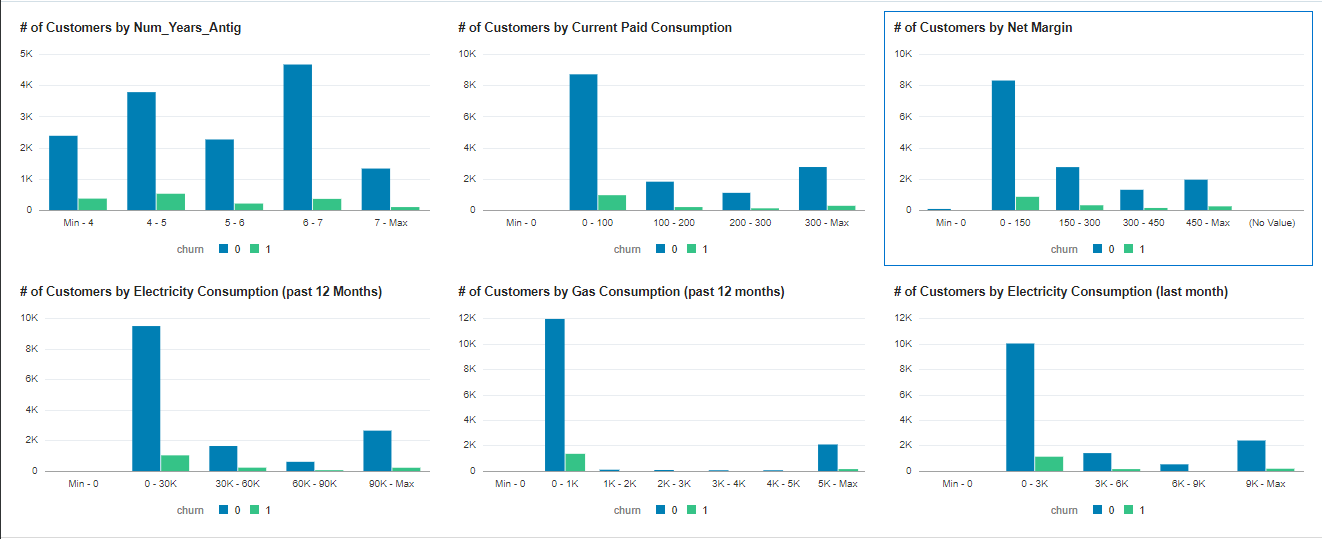 # of Customers by Num_Years_Antig
5K
4K
3K
2K
1K
0
Min - 4 4 - 5 5 - 6 6 - 7 7 - Max
churn 0 1
# of Customers by Current Paid Consumption
10K
8K
6K
4K
2K
0
Min - 0 0 - 100 100 - 200 200 - 300 300 - Max
churn 0 1
# of Customers by Net Margin
10K
8K
6K
4K
2K
0
Min - 0 0 - 150 150 - 300 300 - 450 450 - Max (No Value)
churn 0 1
# of Customers by Electricity Consumption (past 12 Months)
10K
8K
6K
4K
2K
0
Min - 0 0 - 30K 30K - 60K 60K - 90K 90K - Max
churn 0 1
# of Customers by Gas Consumption (past 12 months)
12K
10K
8K
6K
4K
2K
0
Min - 0 0 - 1K 1K - 2K 2K - 3K 3K - 4K 4K - 5K 5K - Max
churn 0 1
# of Customers by Electricity Consumption (last month)
12K
10K
8K
6K
4K
2K
0
Min - 0 0 - 3K 3K - 6K 6K - 9K 9K - Max
churn 0 1